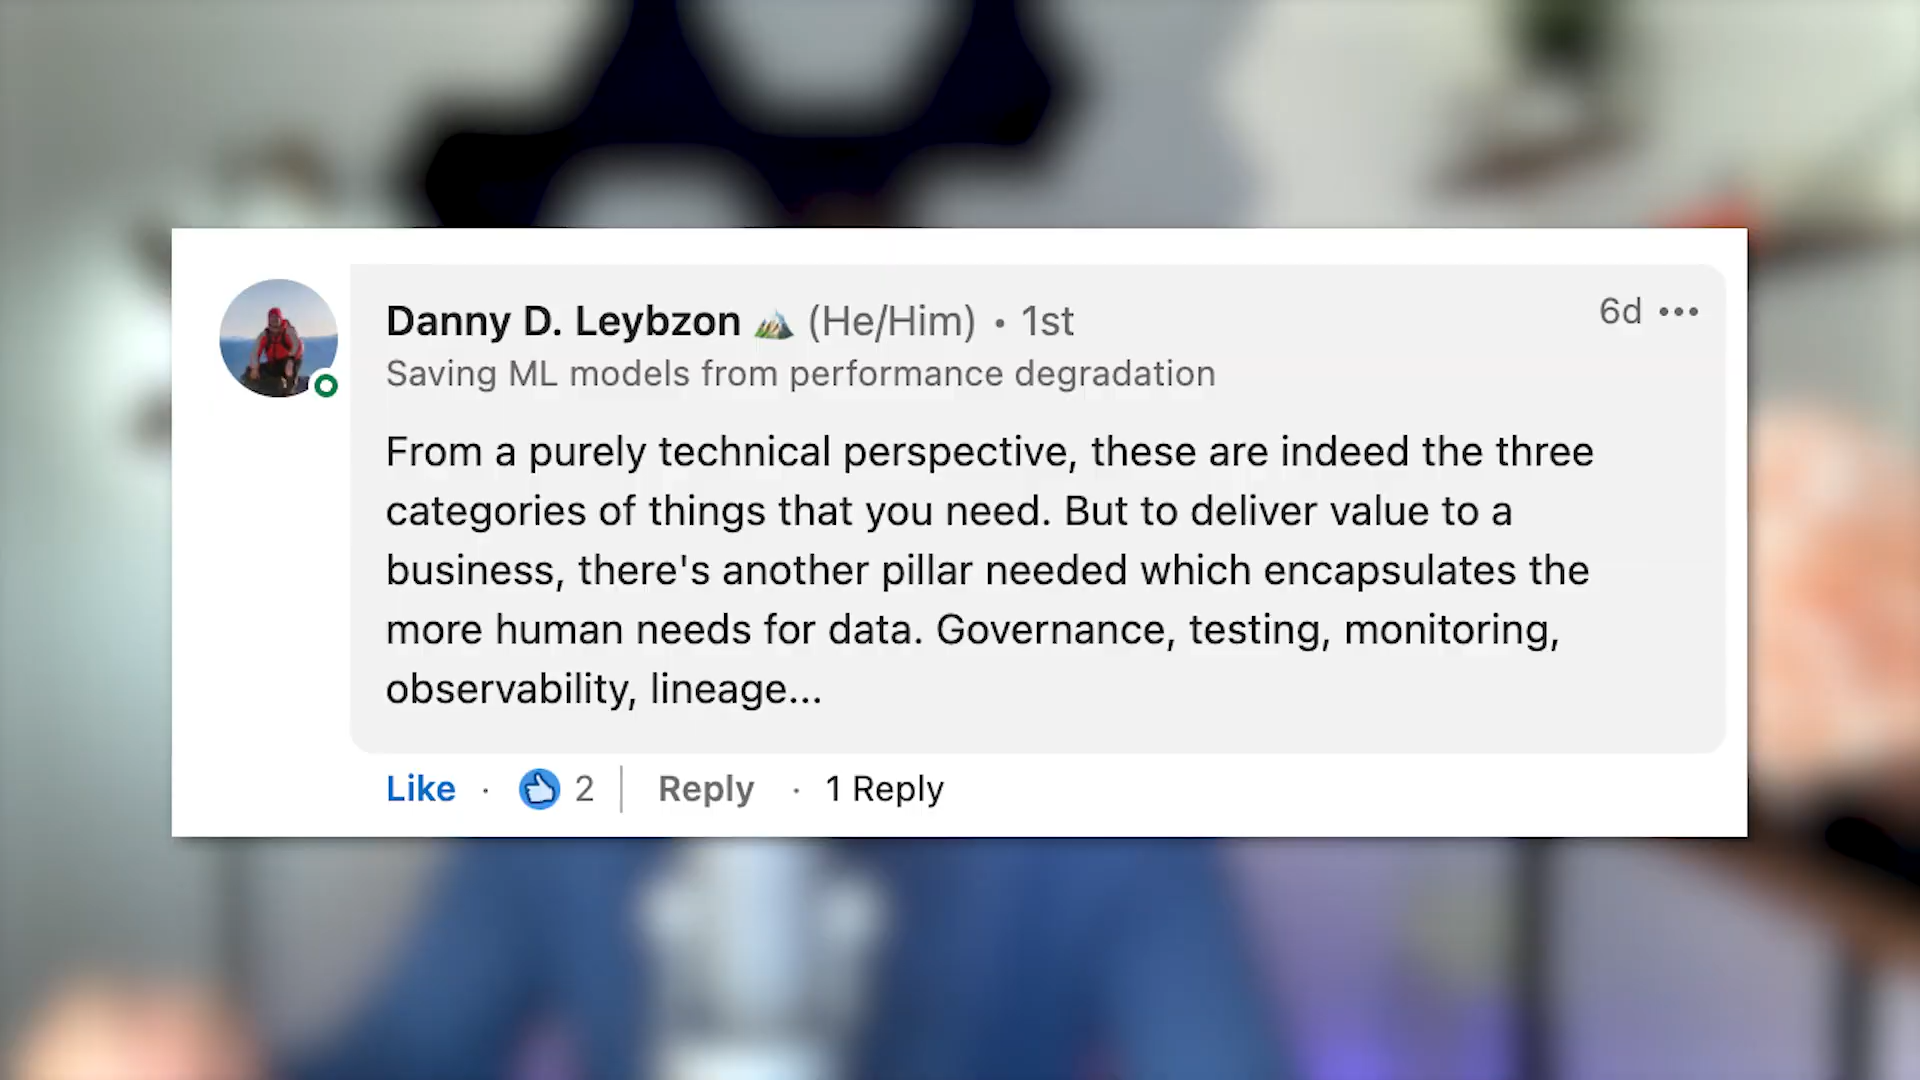 Danny D. Leybzon 🏔️ (He/Him) • 1st
6d •••
Saving ML models from performance degradation
From a purely technical perspective, these are indeed the three
categories of things that you need. But to deliver value to a
business, there's another pillar needed which encapsulates the
more human needs for data. Governance, testing, monitoring,
observability, lineage...
Like · 2 | Reply · 1 Reply